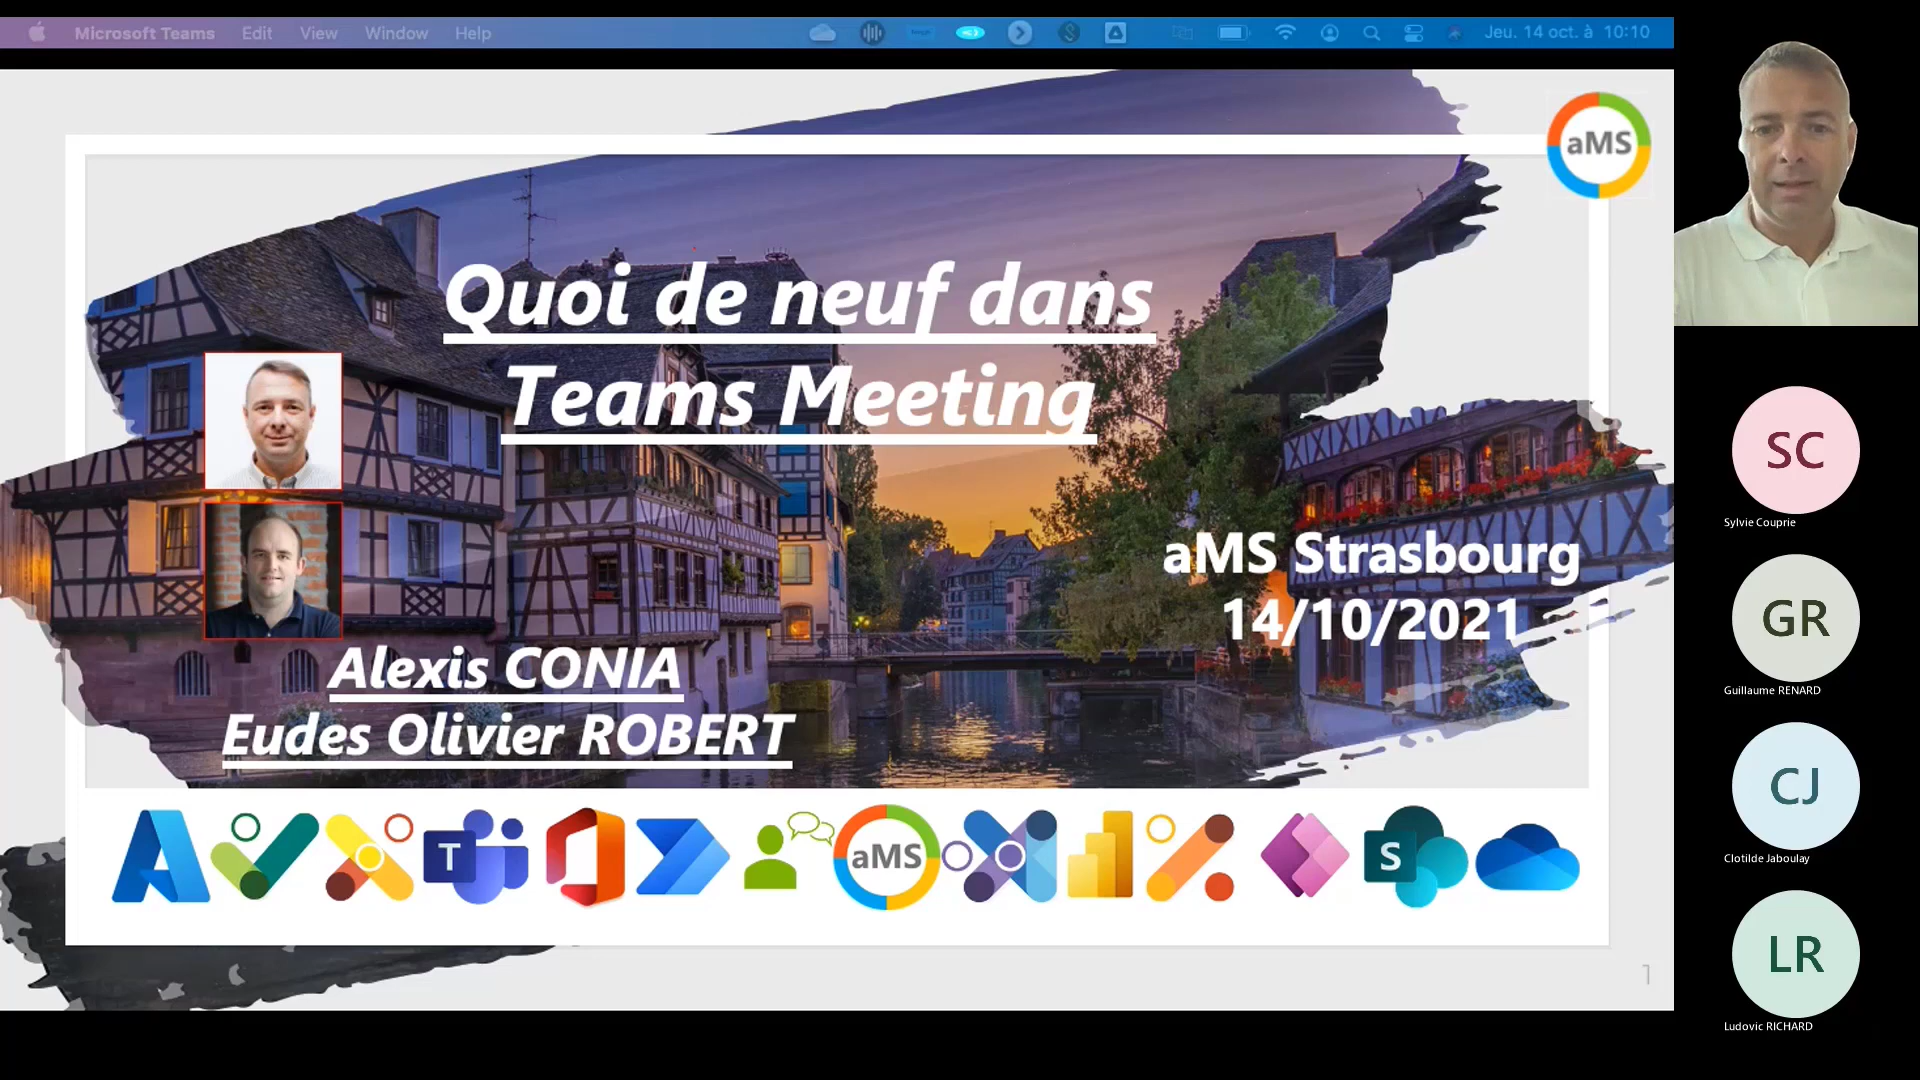 Microsoft Teams Edit View Window Help
Jeu. 14 oct. à 10:10
aMS
Quoi de neuf dans
Teams Meeting
aMS Strasbourg
14/10/2021
Alexis CONIA
Eudes Olivier ROBERT
T
aMS
S
1
SC
Sylvie Couprie
GR
Guillaume RENARD
CJ
Clotilde Jaboulay
LR
Ludovic RICHARD